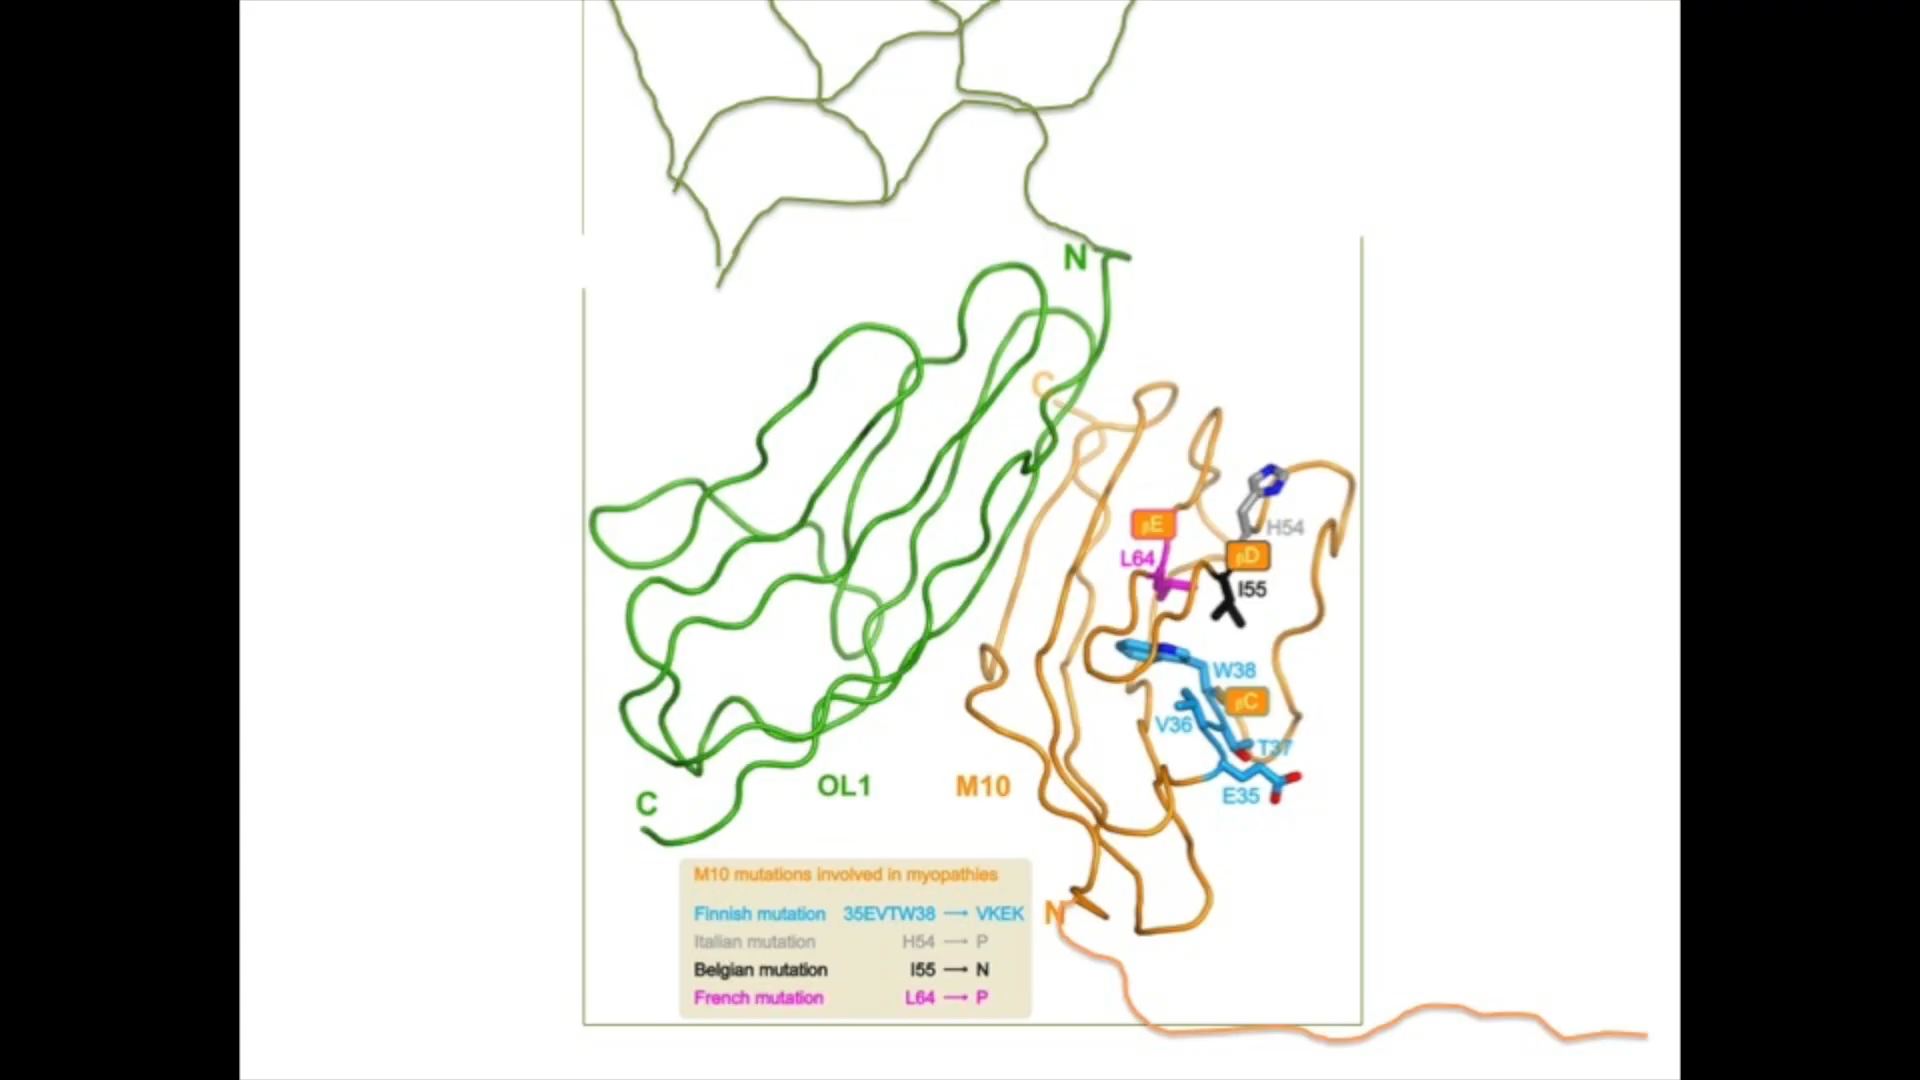 N
C
βE
H54
L64
βD
I55
W38
βC
V36
T37
E35
C
OL1
M10
N
M10 mutations involved in myopathies
Finnish mutation 35EVTW38 → VKEK
Italian mutation H54 → P
Belgian mutation I55 → N
French mutation L64 → P